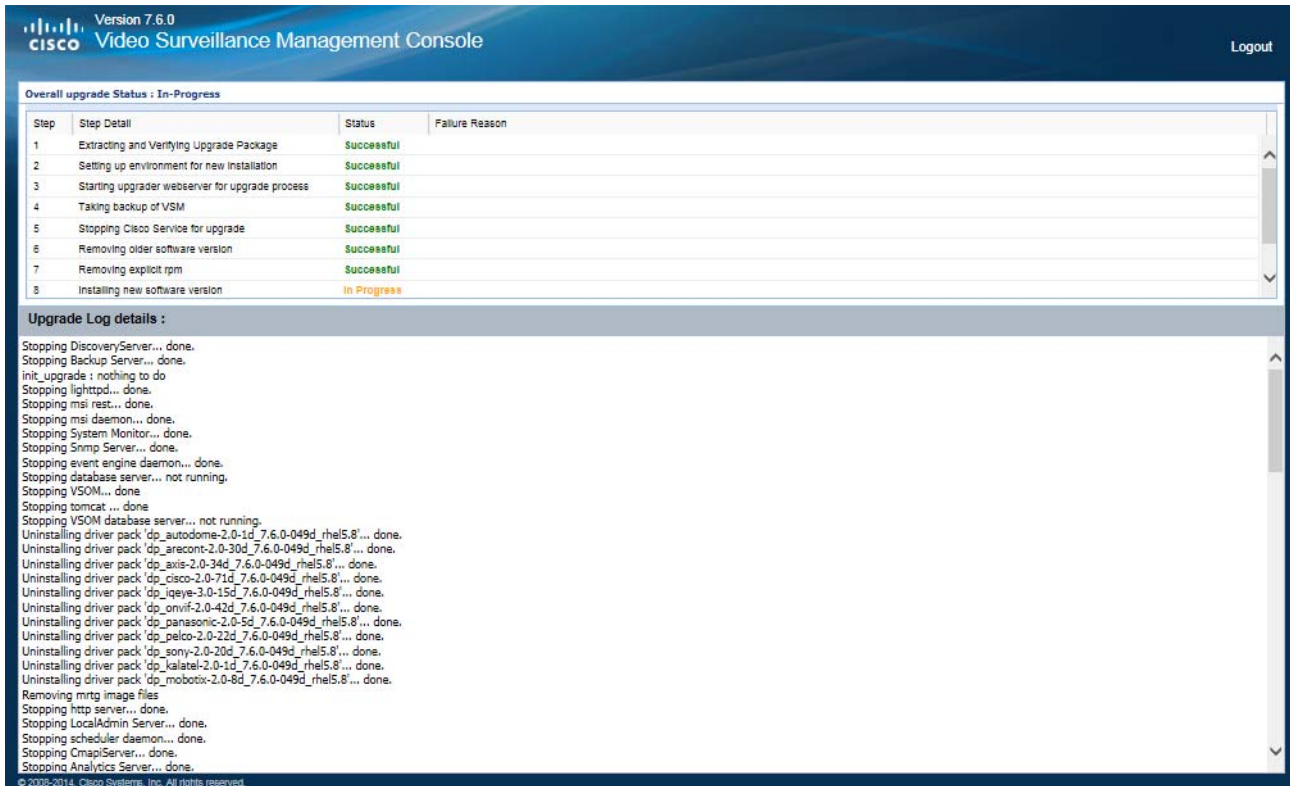 Version 7.6.0
CISCO Video Surveillance Management Console
Logout
Overall upgrade Status : In-Progress
Step Step Detail Status Failure Reason
1 Extracting and Verifying Upgrade Package Successful
2 Setting up environment for new installation Successful
3 Starting upgrader webserver for upgrade process Successful
4 Taking backup of VSM Successful
5 Stopping Cisco Service for upgrade Successful
6 Removing older software version Successful
7 Removing explicit rpm Successful
8 Installing new software version In Progress
Upgrade Log details :
Stopping DiscoveryServer... done.
Stopping Backup Server... done.
init_upgrade : nothing to do
Stopping lighttpd... done.
Stopping msi rest... done.
Stopping msi daemon... done.
Stopping System Monitor... done.
Stopping Snmp Server... done.
Stopping event engine daemon... done.
Stopping database server... not running.
Stopping VSOM... done
Stopping tomcat ... done
Stopping VSOM database server... not running.
Uninstalling driver pack 'dp_autodome-2.0-1d_7.6.0-049d_rhel5.8'... done.
Uninstalling driver pack 'dp_arecont-2.0-30d_7.6.0-049d_rhel5.8'... done.
Uninstalling driver pack 'dp_axis-2.0-34d_7.6.0-049d_rhel5.8'... done.
Uninstalling driver pack 'dp_cisco-2.0-71d_7.6.0-049d_rhel5.8'... done.
Uninstalling driver pack 'dp_iqeye-3.0-15d_7.6.0-049d_rhel5.8'... done.
Uninstalling driver pack 'dp_onvif-2.0-42d_7.6.0-049d_rhel5.8'... done.
Uninstalling driver pack 'dp_panasonic-2.0-5d_7.6.0-049d_rhel5.8'... done.
Uninstalling driver pack 'dp_pelco-2.0-22d_7.6.0-049d_rhel5.8'... done.
Uninstalling driver pack 'dp_sony-2.0-20d_7.6.0-049d_rhel5.8'... done.
Uninstalling driver pack 'dp_kalatel-2.0-1d_7.6.0-049d_rhel5.8'... done.
Uninstalling driver pack 'dp_mobotix-2.0-8d_7.6.0-049d_rhel5.8'... done.
Removing mrtg image files
Stopping http server... done.
Stopping LocalAdmin Server... done.
Stopping scheduler daemon... done.
Stopping CmapiServer... done.
Stopping Analytics Server... done.
© 2008-2014, Cisco Systems, Inc. All rights reserved.